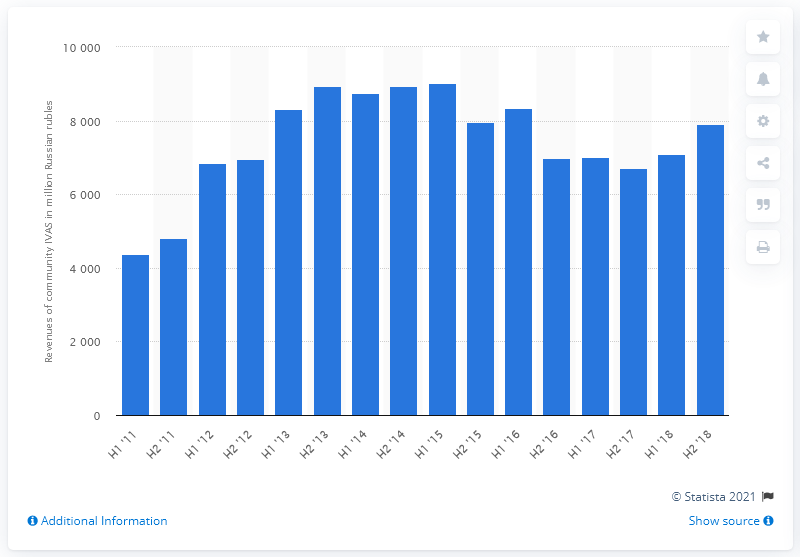 Revenues of community IVAS in million Russian rubles
10 000
8 000
6 000
4 000
2 000
0
H1 '11
H2 '11
H1 '12
H2 '12
H1 '13
H2 '13
H1 '14
H2 '14
H1 '15
H2 '15
H1 '16
H2 '16
H1 '17
H2 '17
H1 '18
H2 '18
© Statista 2021
Additional Information
Show source